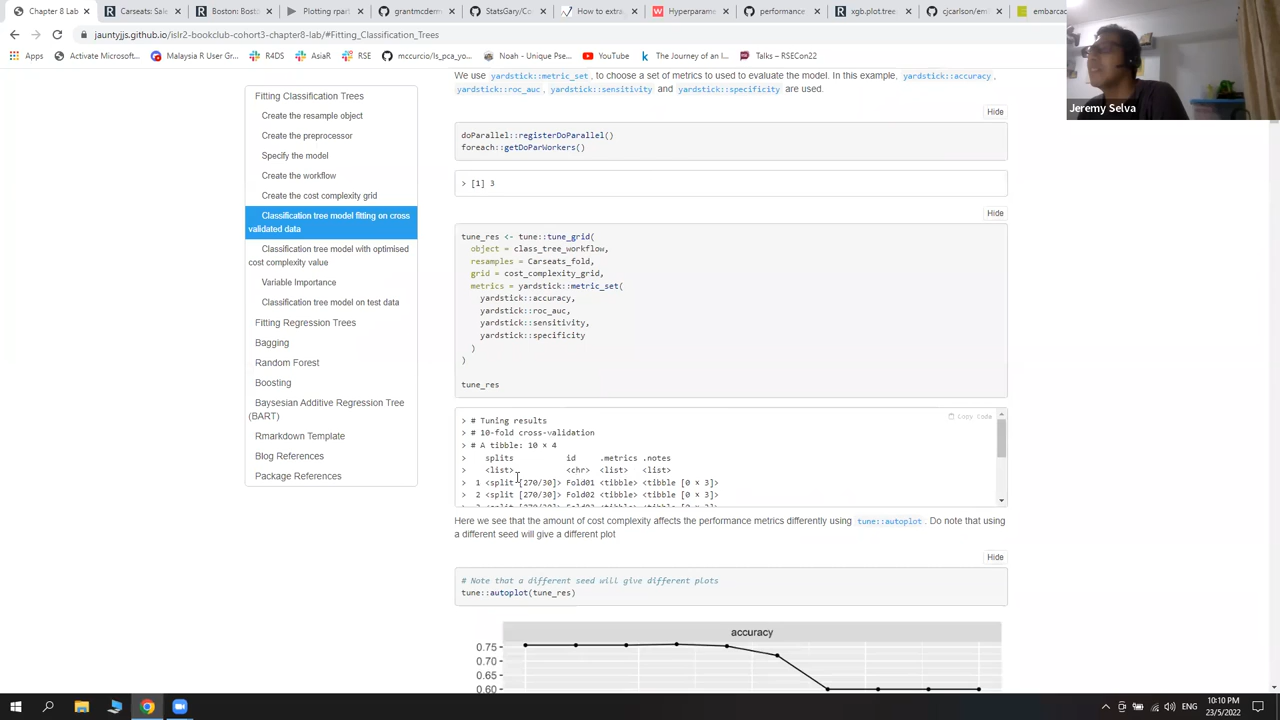 Chapter 8 Lab
Carseats: Sale
Boston: Housi
Plotting part
grantmcderm
StatsGary/Co
How to extra
Hyperparame
performance
xgb.plot.tree
cjcarlson/em
embarca
jauntyjjs.github.io/islr2-bookclub-cohort3-chapter8-lab/#Fitting_Classification_Trees
Apps
Activate Microsoft...
Malaysia R User Gr...
R4DS
AsiaR
RSE
mccurcio/Is_pca_yo...
Noah - Unique Pse...
YouTube
The Journey of an I...
Talks – RSECon22
Jeremy Selva
Fitting Classification Trees
Create the resample object
Create the preprocessor
Specify the model
Create the workflow
Create the cost complexity grid
Classification tree model fitting on cross
validated data
Classification tree model with optimised
cost complexity value
Variable Importance
Classification tree model on test data
Fitting Regression Trees
Bagging
Random Forest
Boosting
Baysesian Additive Regression Tree
(BART)
Rmarkdown Template
Blog References
Package References
We use yardstick::metric_set, to choose a set of metrics to used to evaluate the model. In this example, yardstick::accuracy,
yardstick::roc_auc, yardstick::sensitivity and yardstick::specificity are used.
Hide
doParallel::registerDoParallel()
foreach::getDoParWorkers()
> [1] 3
Hide
tune_res <- tune::tune_grid(
object = class_tree_workflow,
resamples = Carseats_fold,
grid = cost_complexity_grid,
metrics = yardstick::metric_set(
yardstick::accuracy,
yardstick::roc_auc,
yardstick::sensitivity,
yardstick::specificity
)
)
tune_res
Copy Code
> # Tuning results
> # 10-fold cross-validation
> # A tibble: 10 × 4
> splits id .metrics .notes
> <list> <chr> <list> <list>
> 1 <split [270/30]> Fold01 <tibble> <tibble [0 × 3]>
> 2 <split [270/30]> Fold02 <tibble> <tibble [0 × 3]>
Here we see that the amount of cost complexity affects the performance metrics differently using tune::autoplot. Do note that using
a different seed will give a different plot
Hide
# Note that a different seed will give different plots
tune::autoplot(tune_res)
accuracy
0.75
0.70
0.65
0.60
10:10 PM
23/5/2022
ENG